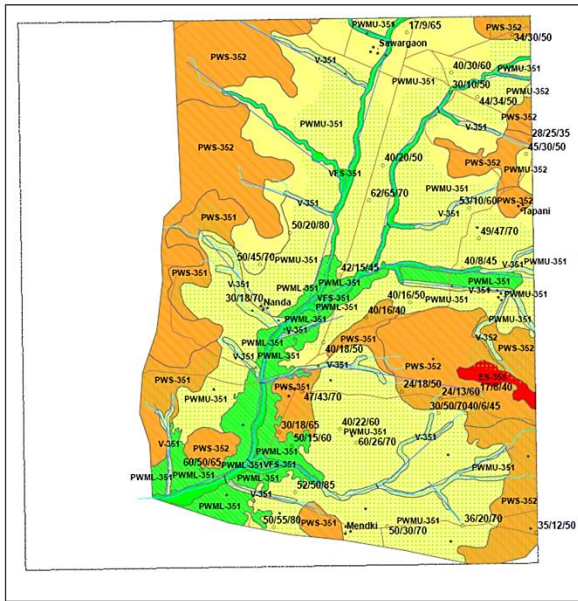 17/9/65
PWS-352
34/30/50
Sawargaon
PWMU-351
PWS-352
V-351
40/30/60
PWMU-351
PWMU-351
30/10/50
PWMU-352
44/34/50
PWS-352
PWMU-351
V-351
28/25/35
PWS-352
45/30/50
40/20/50
PWS-352
PWMU-352
VFS-351
PWMU-351
62/65/70
V-351
53/10/60
PWS-352
Tapani
V-351
PWS-351
50/20/80
49/47/70
50/45/70
PWMU-351
40/8/45
V-351
PWMU-351
PWS-351
42/15/45
PWML-351
PWML-351
V-351
PWML-351
V-351
30/18/70
Nanda
VFS-351
40/16/50
PWMU-351
PWML-351
40/16/40
PWML-351
V-351
PWMU-351
PWML-351
V-352
V-351
PWML-351
40/18/50
PWS-352
PWS-352
PWS-351
V-351
ES-355
PWS-351
24/18/50
17/8/40
PWMU-351
47/43/70
24/13/60
30/50/70
40/6/45
V-351
30/18/65
40/22/60
V-351
PWS-352
50/15/60
PWMU-351
60/26/70
PWML-351
60/50/65
PWML-351
VFS-351
PWMU-351
PWML-351
PWML-351
52/50/85
PWS-352
V-351
PWML-351
50/55/80
PWS-351
Mendki
PWMU-351
36/20/70
50/30/70
35/12/50